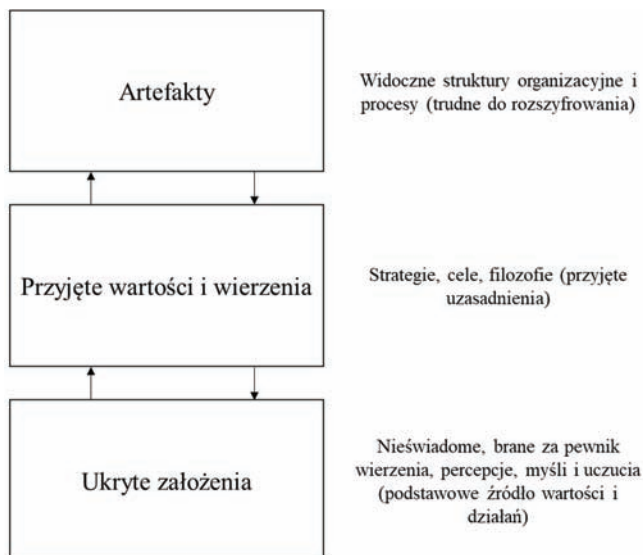 Artefakty
Widoczne struktury organizacyjne i
procesy (trudne do rozszyfrowania)
Przyjęte wartości i wierzenia
Strategie, cele, filozofie (przyjęte
uzasadnienia)
Ukryte założenia
Nieświadome, brane za pewnik
wierzenia, percepcje, myśli i uczucia
(podstawowe źródło wartości i
działań)